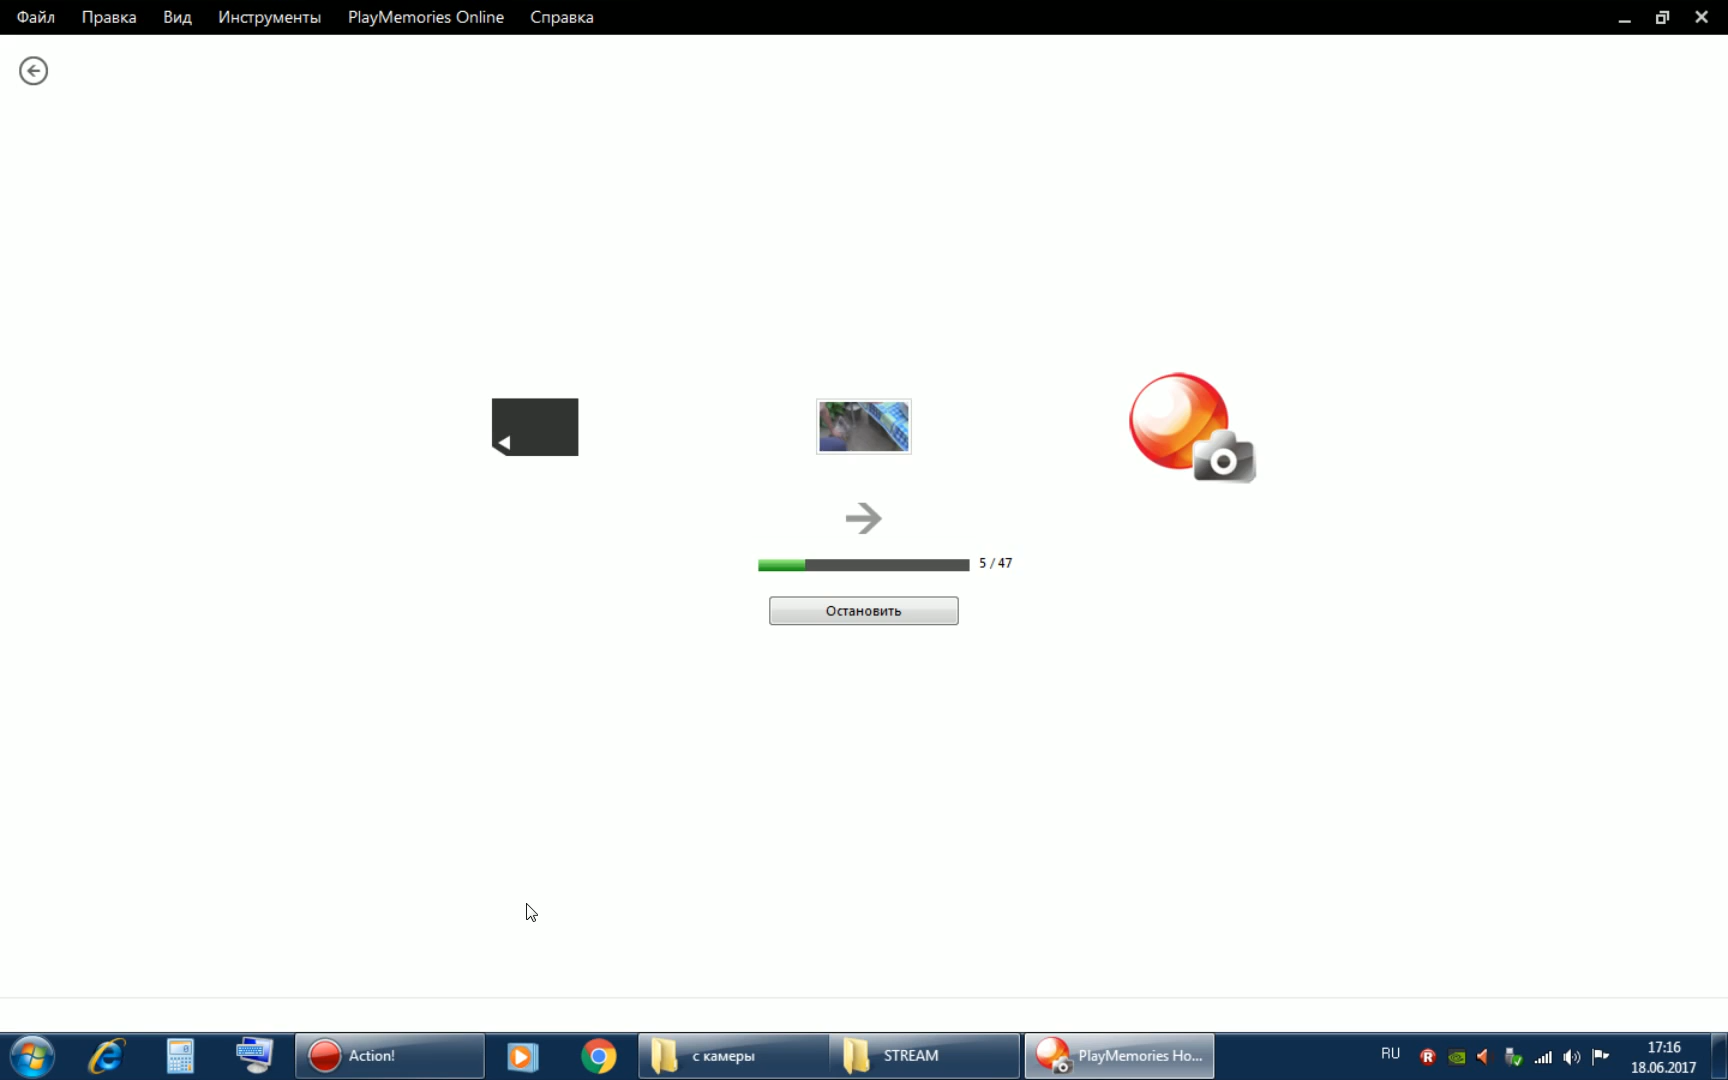 Файл Правка Вид Инструменты PlayMemories Online Справка
5 / 47
Остановить
Action! с камеры STREAM PlayMemories Ho... RU 17:16
18.06.2017